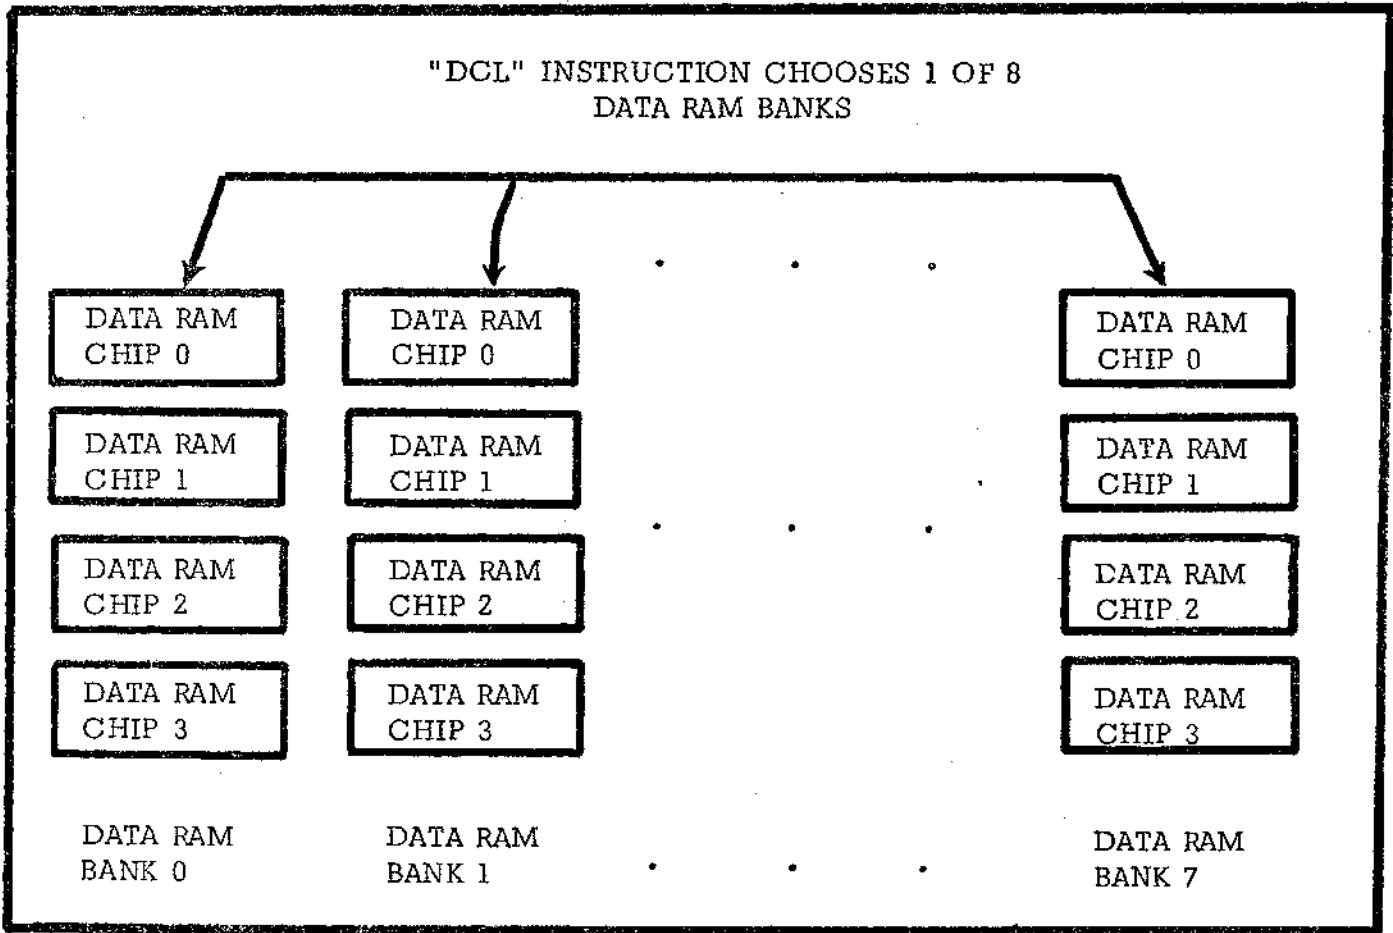 "DCL" INSTRUCTION CHOOSES 1 OF 8
DATA RAM BANKS
DATA RAM
CHIP 0
DATA RAM
CHIP 0
DATA RAM
CHIP 0
DATA RAM
CHIP 1
DATA RAM
CHIP 1
DATA RAM
CHIP 1
DATA RAM
CHIP 2
DATA RAM
CHIP 2
DATA RAM
CHIP 2
DATA RAM
CHIP 3
DATA RAM
CHIP 3
DATA RAM
CHIP 3
DATA RAM
BANK 0
DATA RAM
BANK 1
DATA RAM
BANK 7